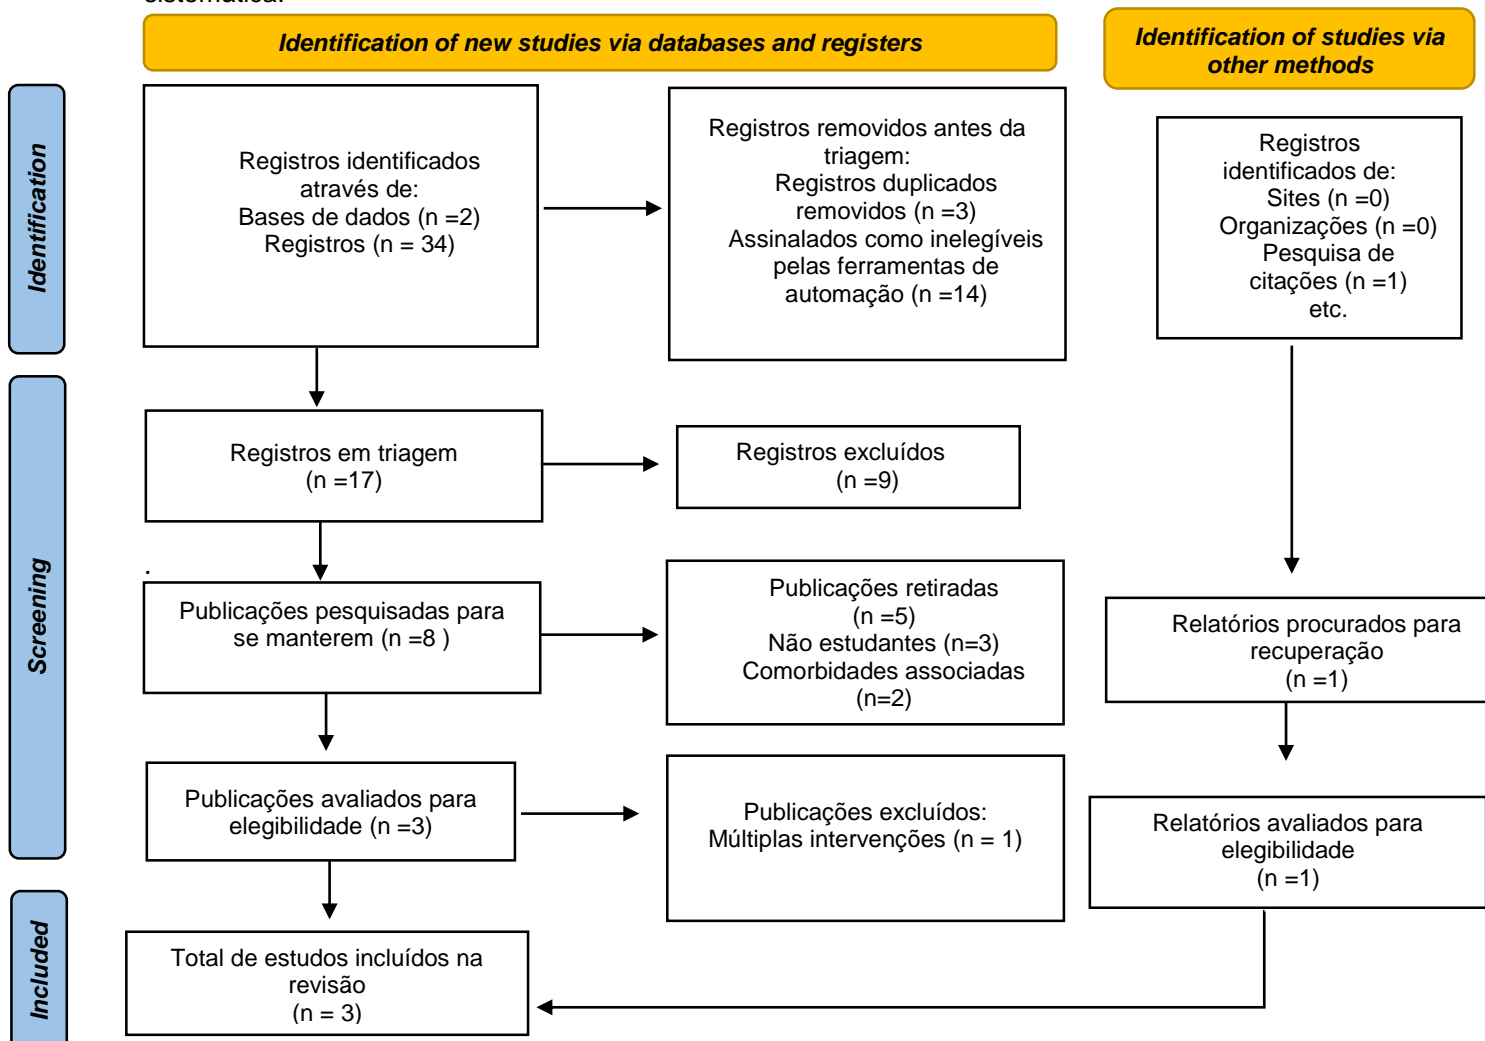 sistemática.
Identification of new studies via databases and registers
Identification of studies via
other methods
Identification
Registros identificados
através de:
Bases de dados (n =2)
Registros (n = 34)
Registros removidos antes da
triagem:
Registros duplicados
removidos (n =3)
Assinalados como inelegíveis
pelas ferramentas de
automação (n =14)
Registros
identificados de:
Sites (n =0)
Organizações (n =0)
Pesquisa de
citações (n =1)
etc.
Screening
Registros em triagem
(n =17)
Registros excluídos
(n =9)
.
Publicações pesquisadas para
se manterem (n =8 )
Publicações retiradas
(n =5)
Não estudantes (n=3)
Comorbidades associadas
(n=2)
Relatórios procurados para
recuperação
(n =1)
Publicações avaliados para
elegibilidade (n =3)
Publicações excluídos:
Múltiplas intervenções (n = 1)
Relatórios avaliados para
elegibilidade
(n =1)
Included
Total de estudos incluídos na
revisão
(n = 3)